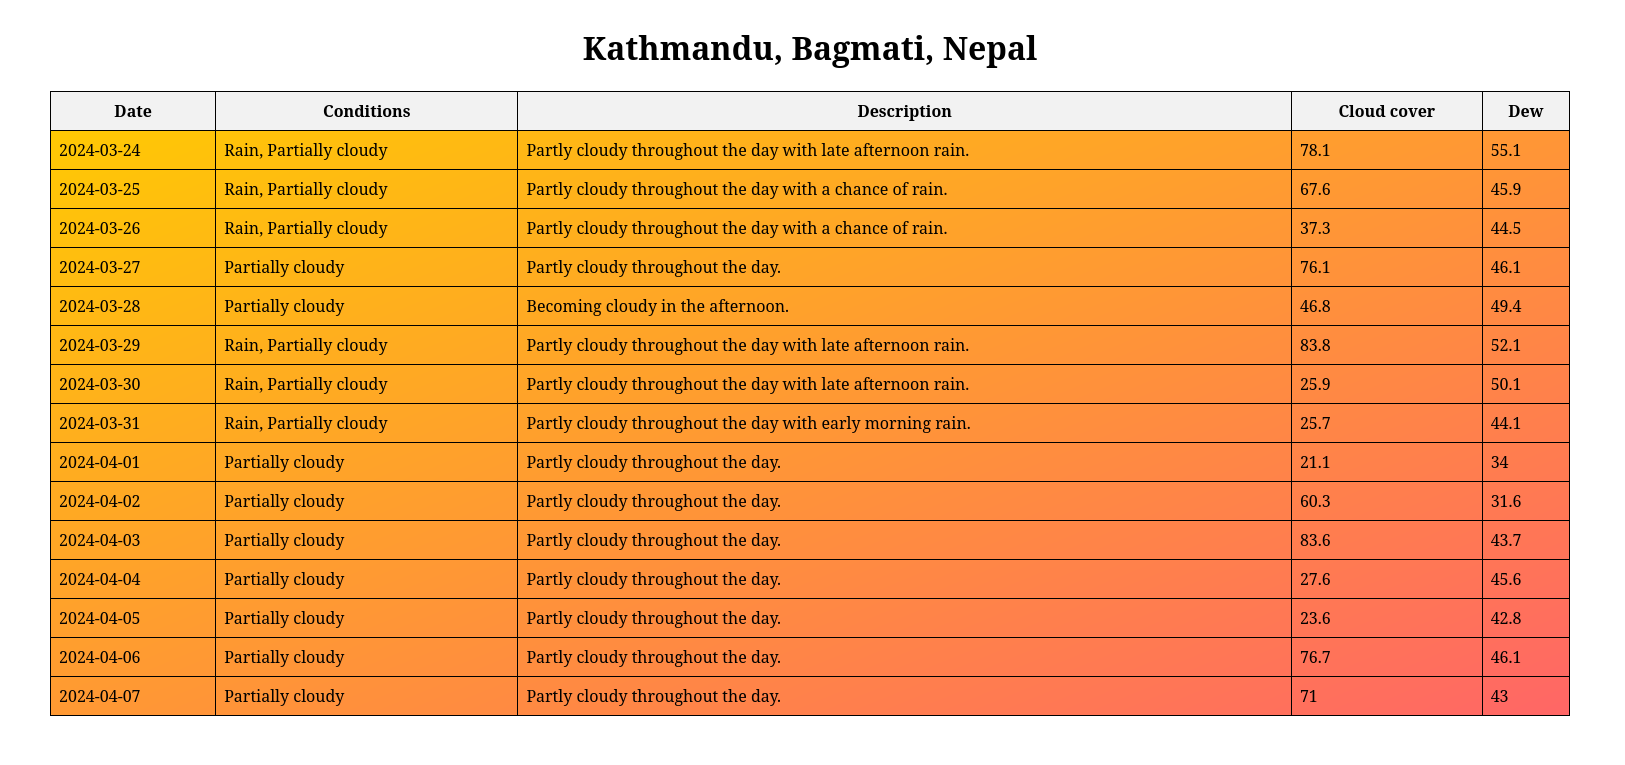 Kathmandu, Bagmati, Nepal
Date Conditions Description Cloud cover Dew
2024-03-24 Rain, Partially cloudy Partly cloudy throughout the day with late afternoon rain. 78.1 55.1
2024-03-25 Rain, Partially cloudy Partly cloudy throughout the day with a chance of rain. 67.6 45.9
2024-03-26 Rain, Partially cloudy Partly cloudy throughout the day with a chance of rain. 37.3 44.5
2024-03-27 Partially cloudy Partly cloudy throughout the day. 76.1 46.1
2024-03-28 Partially cloudy Becoming cloudy in the afternoon. 46.8 49.4
2024-03-29 Rain, Partially cloudy Partly cloudy throughout the day with late afternoon rain. 83.8 52.1
2024-03-30 Rain, Partially cloudy Partly cloudy throughout the day with late afternoon rain. 25.9 50.1
2024-03-31 Rain, Partially cloudy Partly cloudy throughout the day with early morning rain. 25.7 44.1
2024-04-01 Partially cloudy Partly cloudy throughout the day. 21.1 34
2024-04-02 Partially cloudy Partly cloudy throughout the day. 60.3 31.6
2024-04-03 Partially cloudy Partly cloudy throughout the day. 83.6 43.7
2024-04-04 Partially cloudy Partly cloudy throughout the day. 27.6 45.6
2024-04-05 Partially cloudy Partly cloudy throughout the day. 23.6 42.8
2024-04-06 Partially cloudy Partly cloudy throughout the day. 76.7 46.1
2024-04-07 Partially cloudy Partly cloudy throughout the day. 71 43